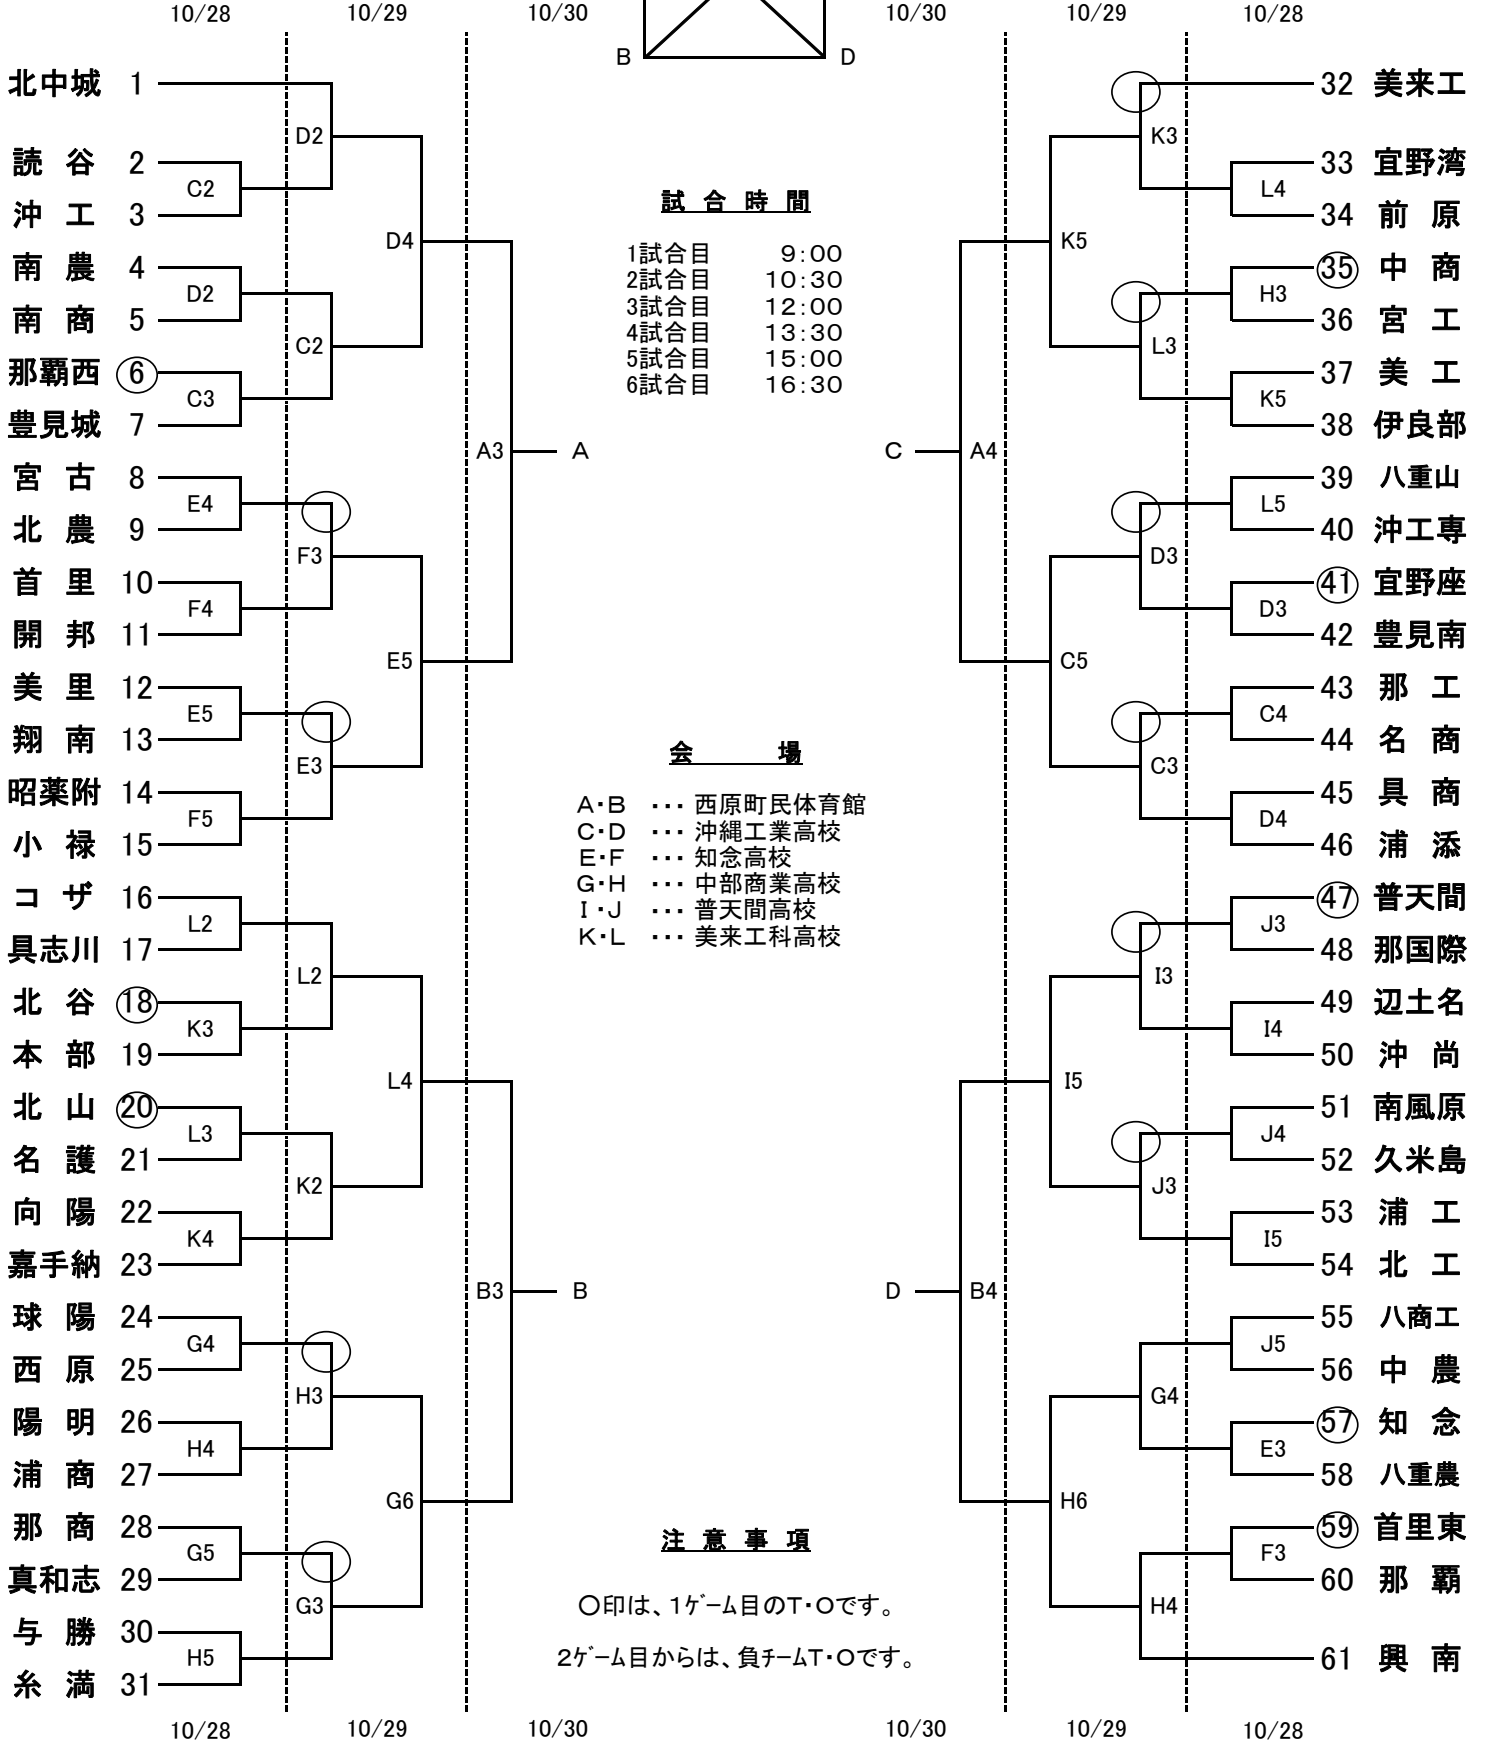 10/28 10/29 10/30 10/30 10/29 10/28
B D
北中城 1 32 美来工
D2 K3
読 谷 2 33 宜野湾
C2 L4
沖 工 3 試 合 時 間 34 前 原
D4 K5
1試合目 9:00
南 農 4 35 中 商
2試合目 10:30
D2 H3
3試合目 12:00
南 商 5 36 宮 工
4試合目 13:30
C2 L3
5試合目 15:00
那覇西 6 37 美 工
6試合目 16:30
C3 K5
豊見城 7 38 伊良部
A3 A C A4
宮 古 8 39 八重山
E4 L5
北 農 9 40 沖工専
F3 D3
首 里 10 41 宜野座
F4 D3
開 邦 11 42 豊見南
E5 C5
美 里 12 43 那 工
E5 C4
翔 南 13 44 名 商
会 場
E3 C3
昭薬附 14 45 具 商
A・B ・・・ 西原町民体育館
F5 D4
C・D ・・・ 沖縄工業高校
小 禄 15 46 浦 添
E・F ・・・ 知念高校
G・H ・・・ 中部商業高校
コ ザ 16 47 普天間
I・J ・・・ 普天間高校
L2 J3
K・L ・・・ 美来工科高校
具志川 17 48 那国際
L2 I3
北 谷 18 49 辺土名
K3 I4
本 部 19 50 沖 尚
L4 I5
北 山 20 51 南風原
L3 J4
名 護 21 52 久米島
K2 J3
向 陽 22 53 浦 工
K4 I5
嘉手納 23 54 北 工
B3 B D B4
球 陽 24 55 八商工
G4 J5
西 原 25 56 中 農
H3 G4
陽 明 26 57 知 念
H4 E3
浦 商 27 58 八重農
G6 H6
那 商 28 59 首里東
注 意 事 項
G5 F3
真和志 29 60 那 覇
G3 ○印は、1ゲーム目のT・Oです。 H4
与 勝 30
H5 2ゲーム目からは、負チームT・Oです。 61 興 南
糸 満 31
10/28 10/29 10/30 10/30 10/29 10/28